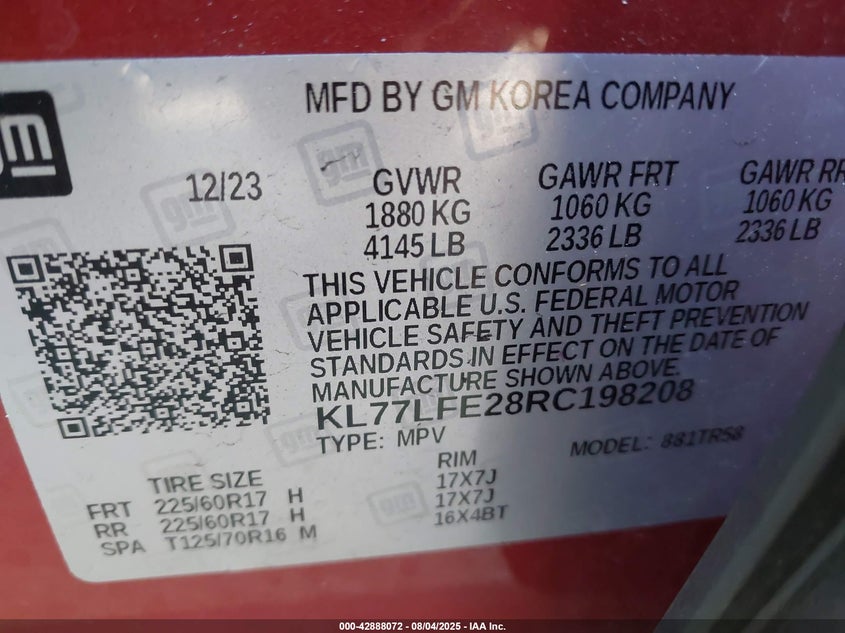 gm
MFD BY GM KOREA COMPANY
12/23
GVWR
1880 KG
4145 LB
GAWR FRT
1060 KG
2336 LB
GAWR RR
1060 KG
2336 LB
THIS VEHICLE CONFORMS TO ALL
APPLICABLE U.S. FEDERAL MOTOR
VEHICLE SAFETY AND THEFT PREVENTION
STANDARDS IN EFFECT ON THE DATE OF
MANUFACTURE SHOWN ABOVE.
KL77LFE28RC198208
TYPE: MPV
MODEL: 881TR58
TIRE SIZE
RIM
FRT 225/60R17 H 17X7J
RR 225/60R17 H 17X7J
SPA T125/70R16 M 16X4BT
000-42888072 — 08/04/2025 — IAA Inc.